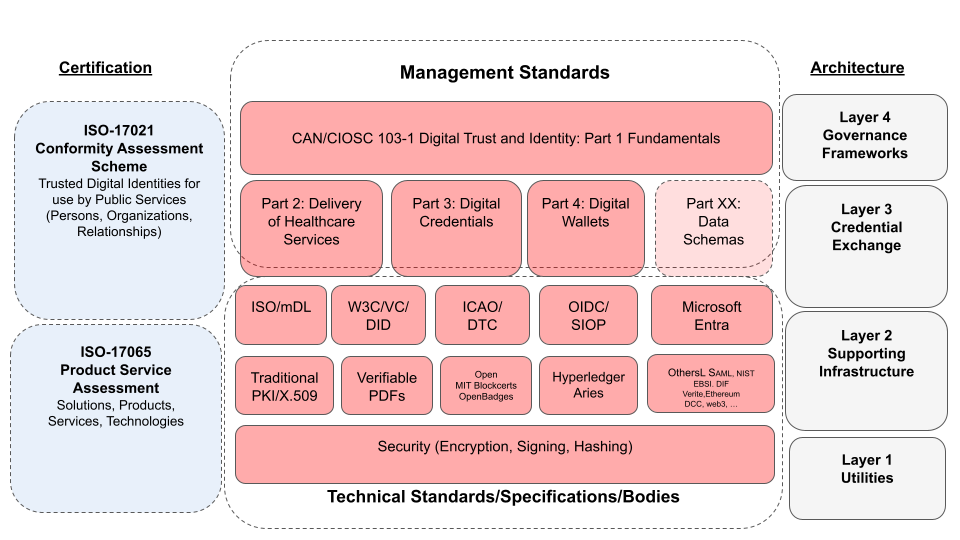 Certification
Management Standards
Architecture
ISO-17021
Conformity Assessment
Scheme
Trusted Digital Identities for
use by Public Services
(Persons, Organizations,
Relationships)
ISO-17065
Product Service
Assessment
Solutions, Products,
Services, Technologies
CAN/CIOSC 103-1 Digital Trust and Identity: Part 1 Fundamentals
Part 2: Delivery
of Healthcare
Services
Part 3: Digital
Credentials
Part 4: Digital
Wallets
Part XX:
Data
Schemas
ISO/mDL
W3C/VC/
DID
ICAO/
DTC
OIDC/
SIOP
Microsoft
Entra
Traditional
PKI/X.509
Verifiable
PDFs
Open
MIT Blockcerts
OpenBadges
Hyperledger
Aries
OthersL SAML, NIST
EBSI. DIF
Verite,Ethereum
DCC, web3, …
Security (Encryption, Signing, Hashing)
Technical Standards/Specifications/Bodies
Layer 4
Governance
Frameworks
Layer 3
Credential
Exchange
Layer 2
Supporting
Infrastructure
Layer 1
Utilities